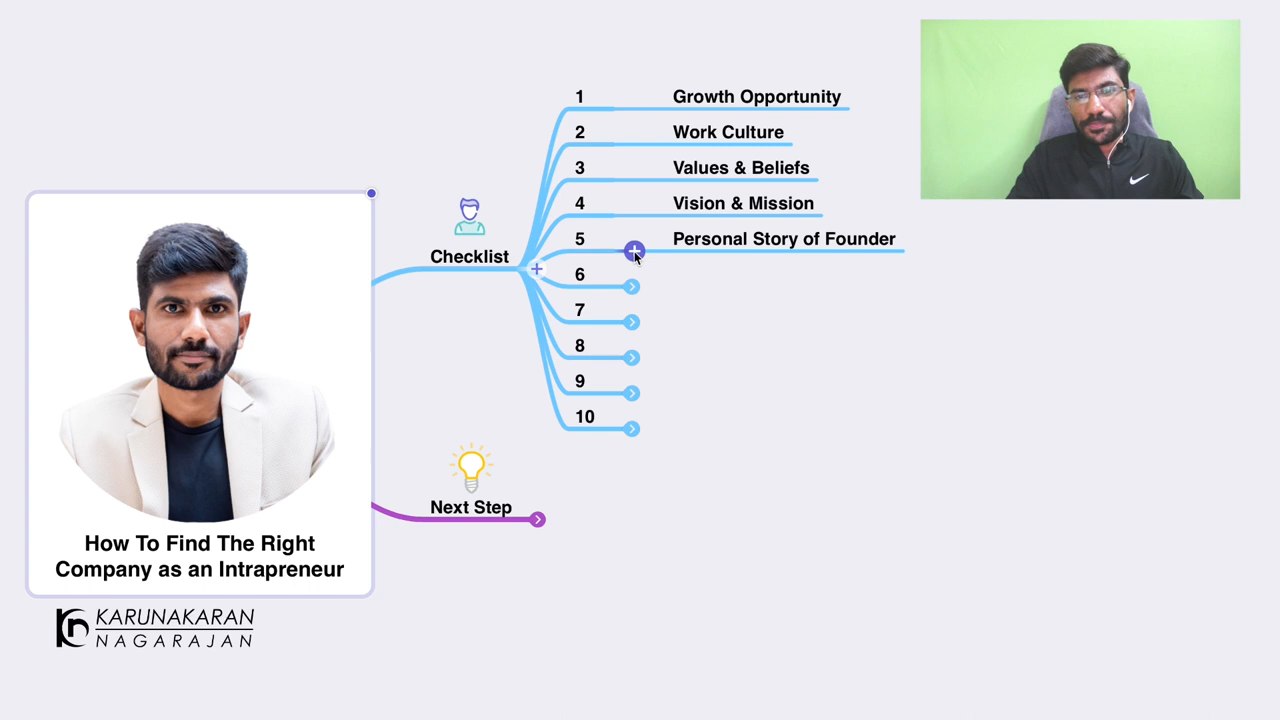 1 Growth Opportunity
2 Work Culture
3 Values & Beliefs
4 Vision & Mission
5 Personal Story of Founder
Checklist
6
7
8
9
10
Next Step
How To Find The Right
Company as an Intrapreneur
KARUNAKARAN
NAGARAJAN